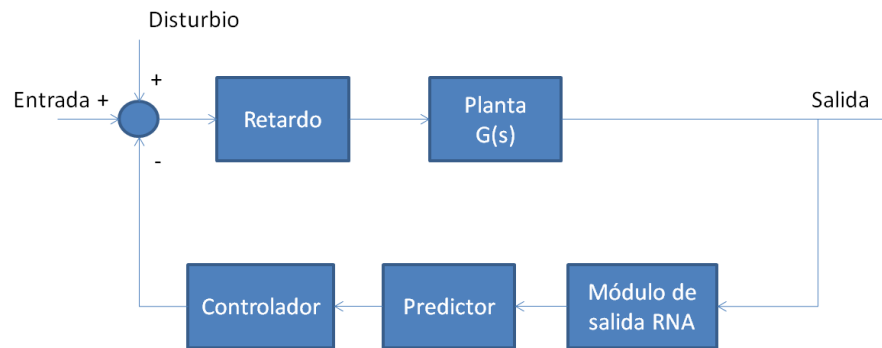 Disturbio
+
Entrada +
Retardo
Planta
G(s)
Salida
-
Controlador
Predictor
Módulo de
salida RNA